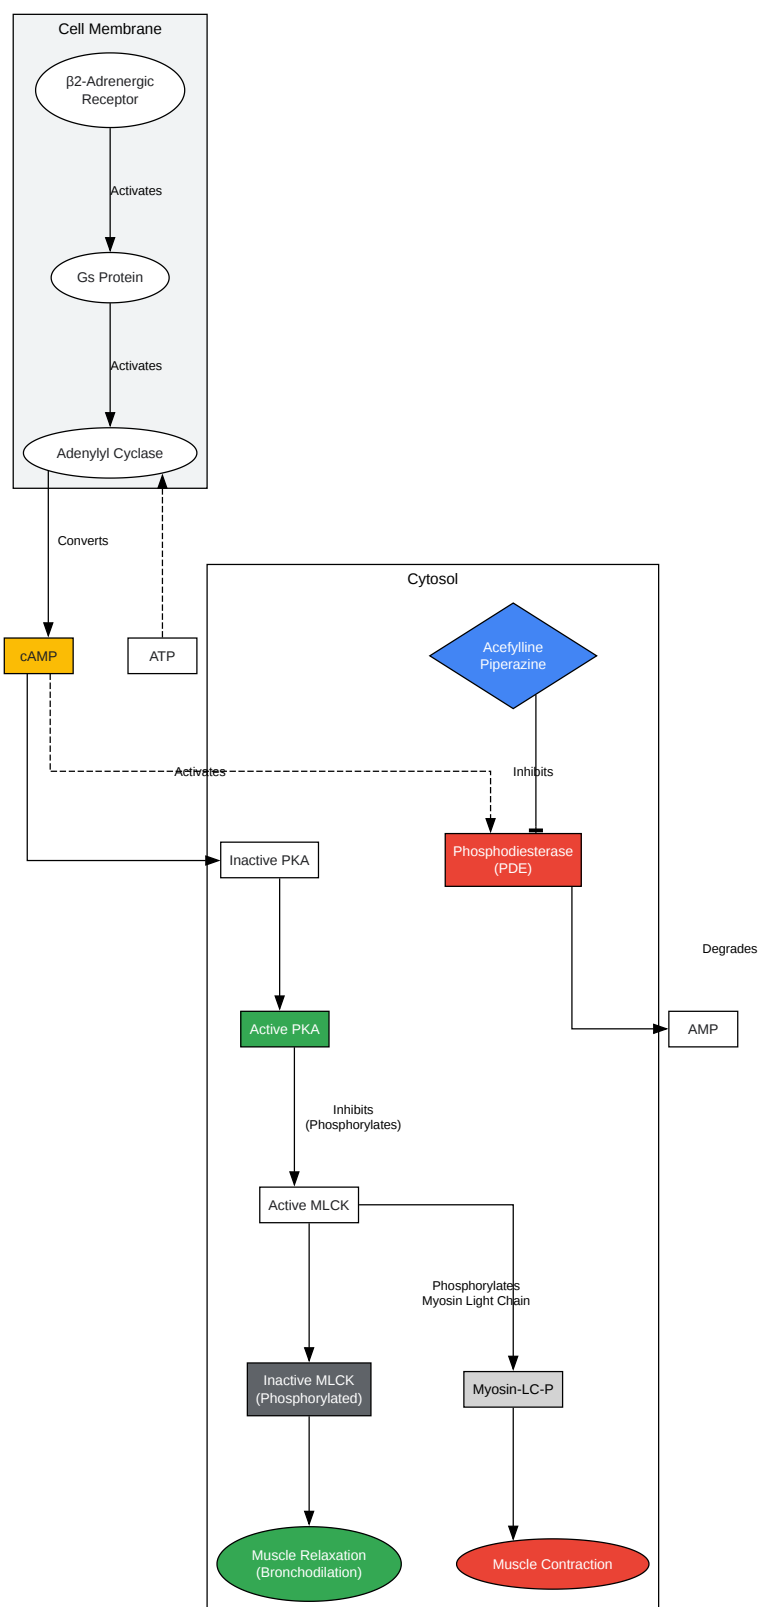 Cell Membrane
β2-Adrenergic
Receptor
Activates
Gs Protein
Activates
Adenylyl Cyclase
Converts
Cytosol
cAMP
ATP
Acefylline
Piperazine
Activates
Inhibits
Inactive PKA
Phosphodiesterase
(PDE)
Degrades
Active PKA
AMP
Inhibits
(Phosphorylates)
Active MLCK
Phosphorylates
Myosin Light Chain
Inactive MLCK
(Phosphorylated)
Myosin-LC-P
Muscle Relaxation
(Bronchodilation)
Muscle Contraction